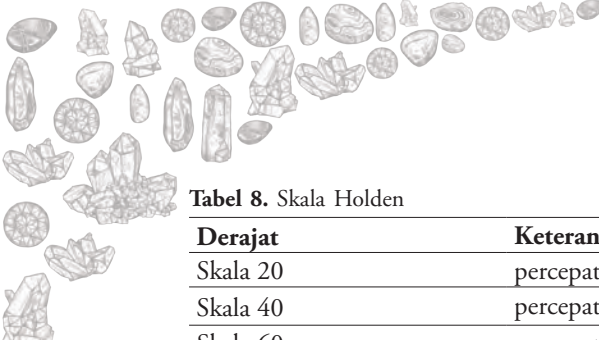 Tabel 8. Skala Holden
Derajat
Skala 20 percepat
Skala 40 percepat